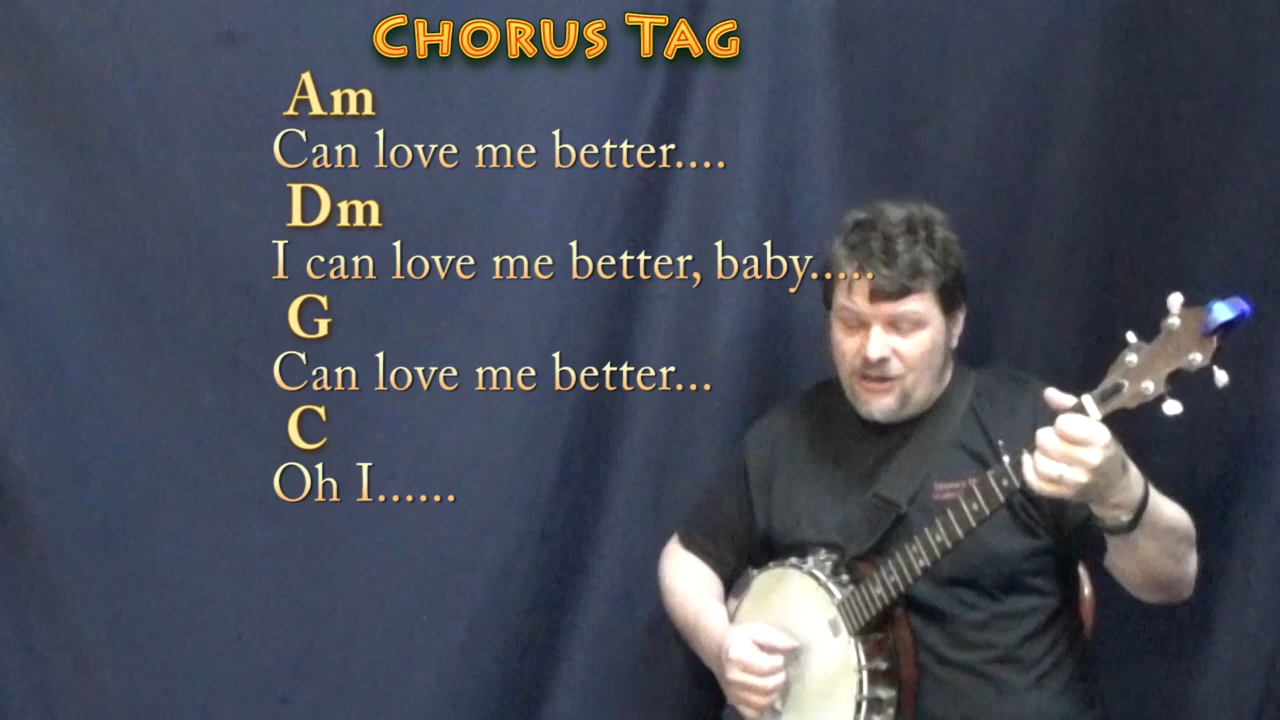 Chorus Tag
Am
Can love me better....
Dm
I can love me better, baby.....
G
Can love me better...
C
Oh I......